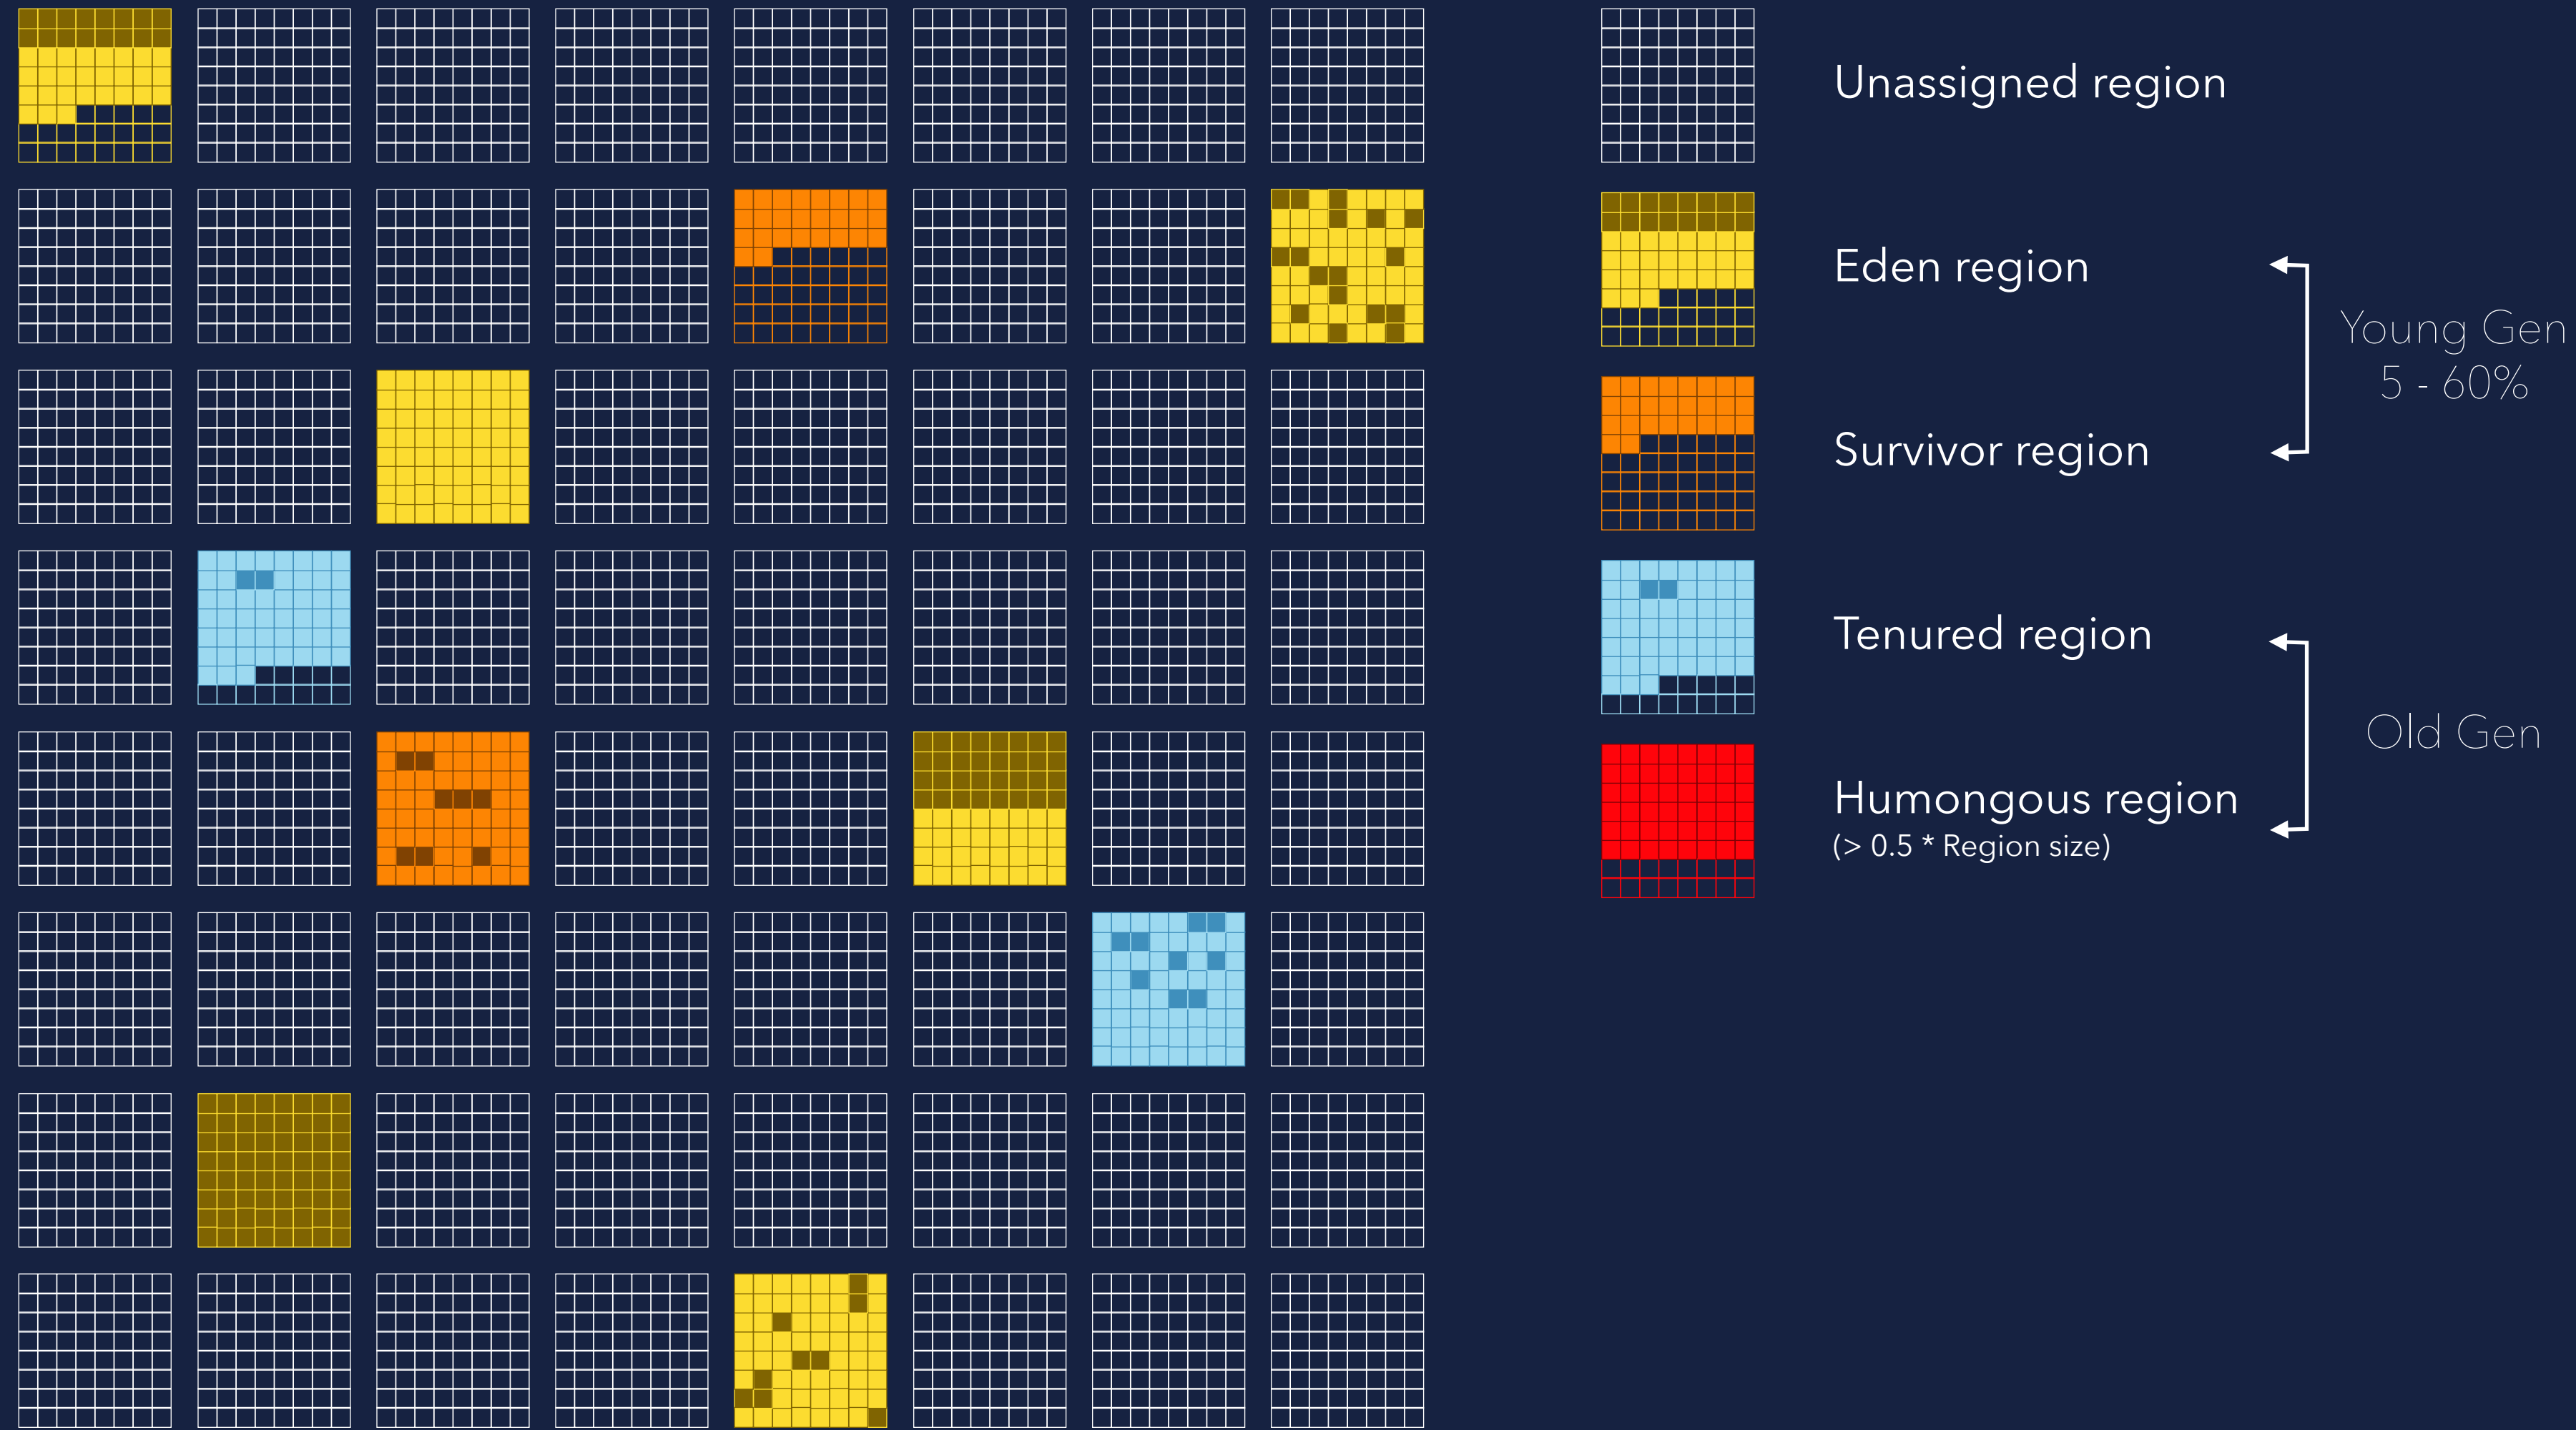 Unassigned region
Eden region
Young Gen
5 - 60%
Survivor region
Tenured region
Old Gen
Humongous region
(> 0.5 * Region size)